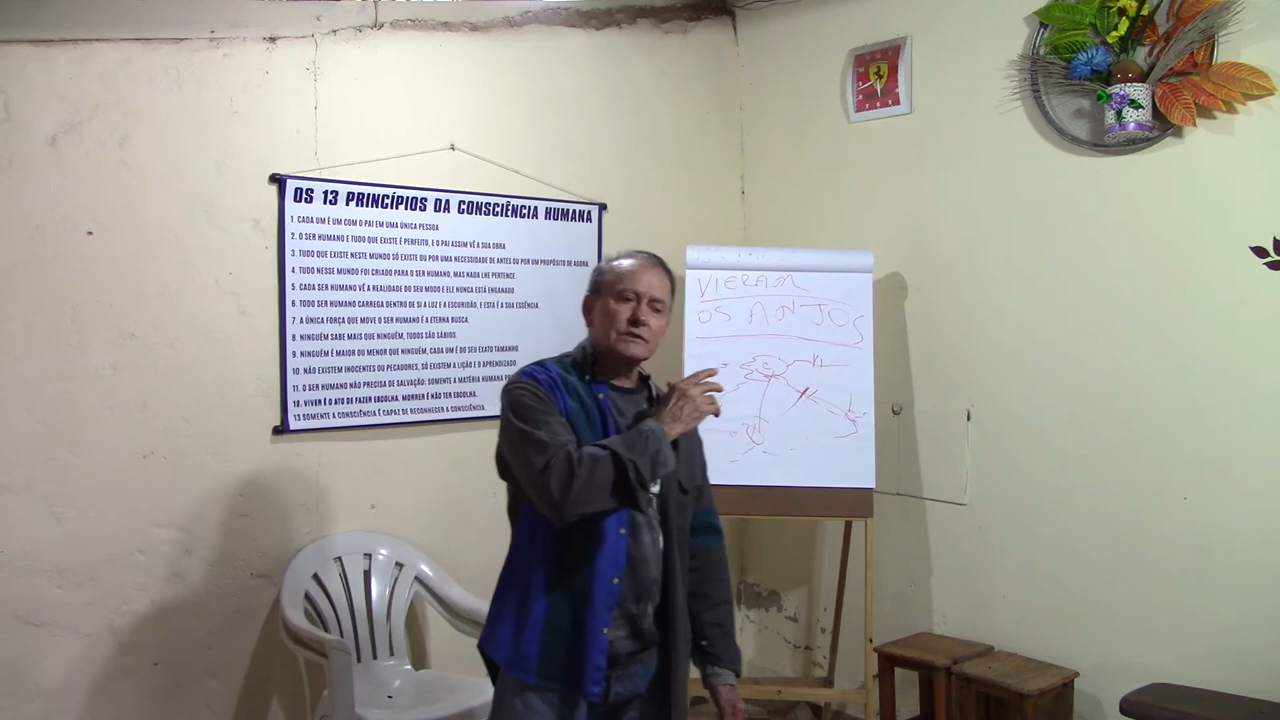 OS 13 PRINCÍPIOS DA CONSCIÊNCIA HUMANA
1. CADA UM É UM COM O PAI EM UMA ÚNICA PESSOA
2. O SER HUMANO E TUDO QUE EXISTE É PERFEITO, E O PAI ASSIM VÊ A SUA OBRA
3. TUDO QUE EXISTE NESTE MUNDO SÓ EXISTE OU POR UMA NECESSIDADE DE ANTES OU POR UM PROPÓSITO DE AGORA.
4. TUDO NESSE MUNDO FOI CRIADO PARA O SER HUMANO, MAS NADA LHE PERTENCE.
5. CADA SER HUMANO VÊ A REALIDADE DO SEU MODO E ELE NUNCA ESTÁ ENGANADO.
6. TODO SER HUMANO CARREGA DENTRO DE SI A LUZ E A ESCURIDÃO, E ESTA É A SUA ESSÊNCIA.
7. A ÚNICA FORÇA QUE MOVE O SER HUMANO É A ETERNA BUSCA.
8. NINGUÉM SABE MAIS QUE NINGUÉM, TODOS SÃO SÁBIOS.
9. NINGUÉM É MAIOR OU MENOR QUE NINGUÉM, CADA UM É DO SEU EXATO TAMANHO.
10. NÃO EXISTEM INOCENTES OU PECADORES, SÓ EXISTEM A LIÇÃO E O APRENDIZADO
11. O SER HUMANO NÃO PRECISA DE SALVAÇÃO: SOMENTE A MATÉRIA HUMANA
12. VIVER É O ATO DE FAZER ESCOLHA. MORRER É NÃO TER ESCOLHA.
13 SOMENTE A CONSCIÊNCIA É CAPAZ DE RECONHECER A CONSCIÊNCIA.
VIERAM
OS ANJOS